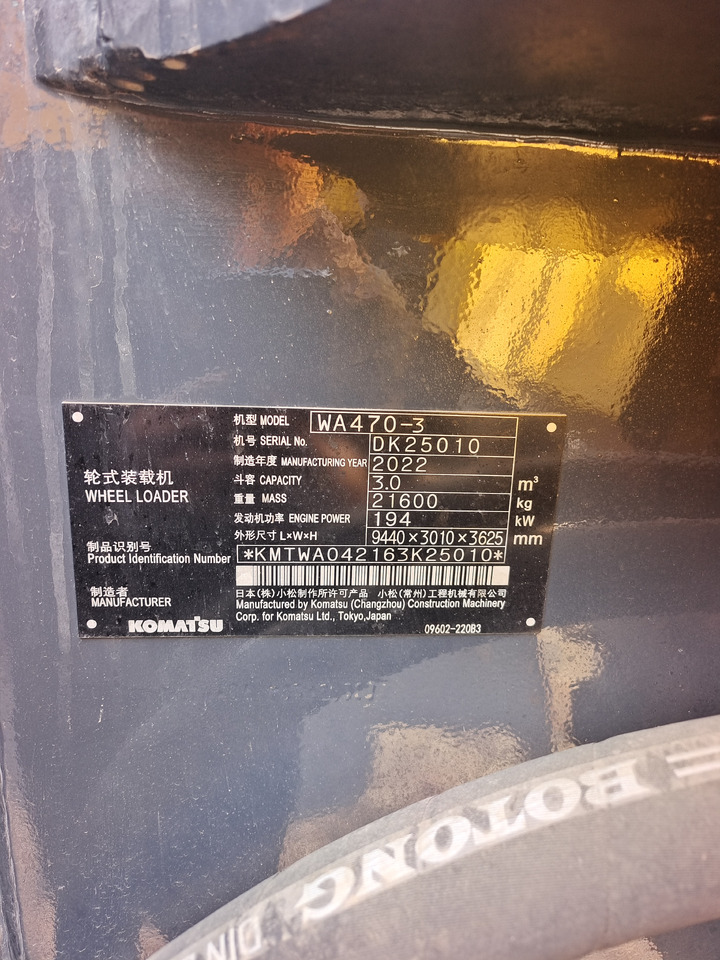 机型 MODEL WA470-3
机号 SERIAL No. DK25010
制造年度 MANUFACTURING YEAR 2022
斗容 CAPACITY 3.0 m³
重量 MASS 21600 kg
发动机功率 ENGINE POWER 194 kW
外形尺寸 L×W×H 9440×3010×3625 mm
轮式装载机
WHEEL LOADER
制品识别号
Product Identification Number *KMTWA042163K25010*
制造者
MANUFACTURER
KOMATSU
日本(株)小松制作所许可产品 小松(常州)工程机械有限公司
Manufactured by Komatsu (Changzhou) Construction Machinery
Corp. for Komatsu Ltd., Tokyo,Japan
09602-220B3
BOTONG
DIN